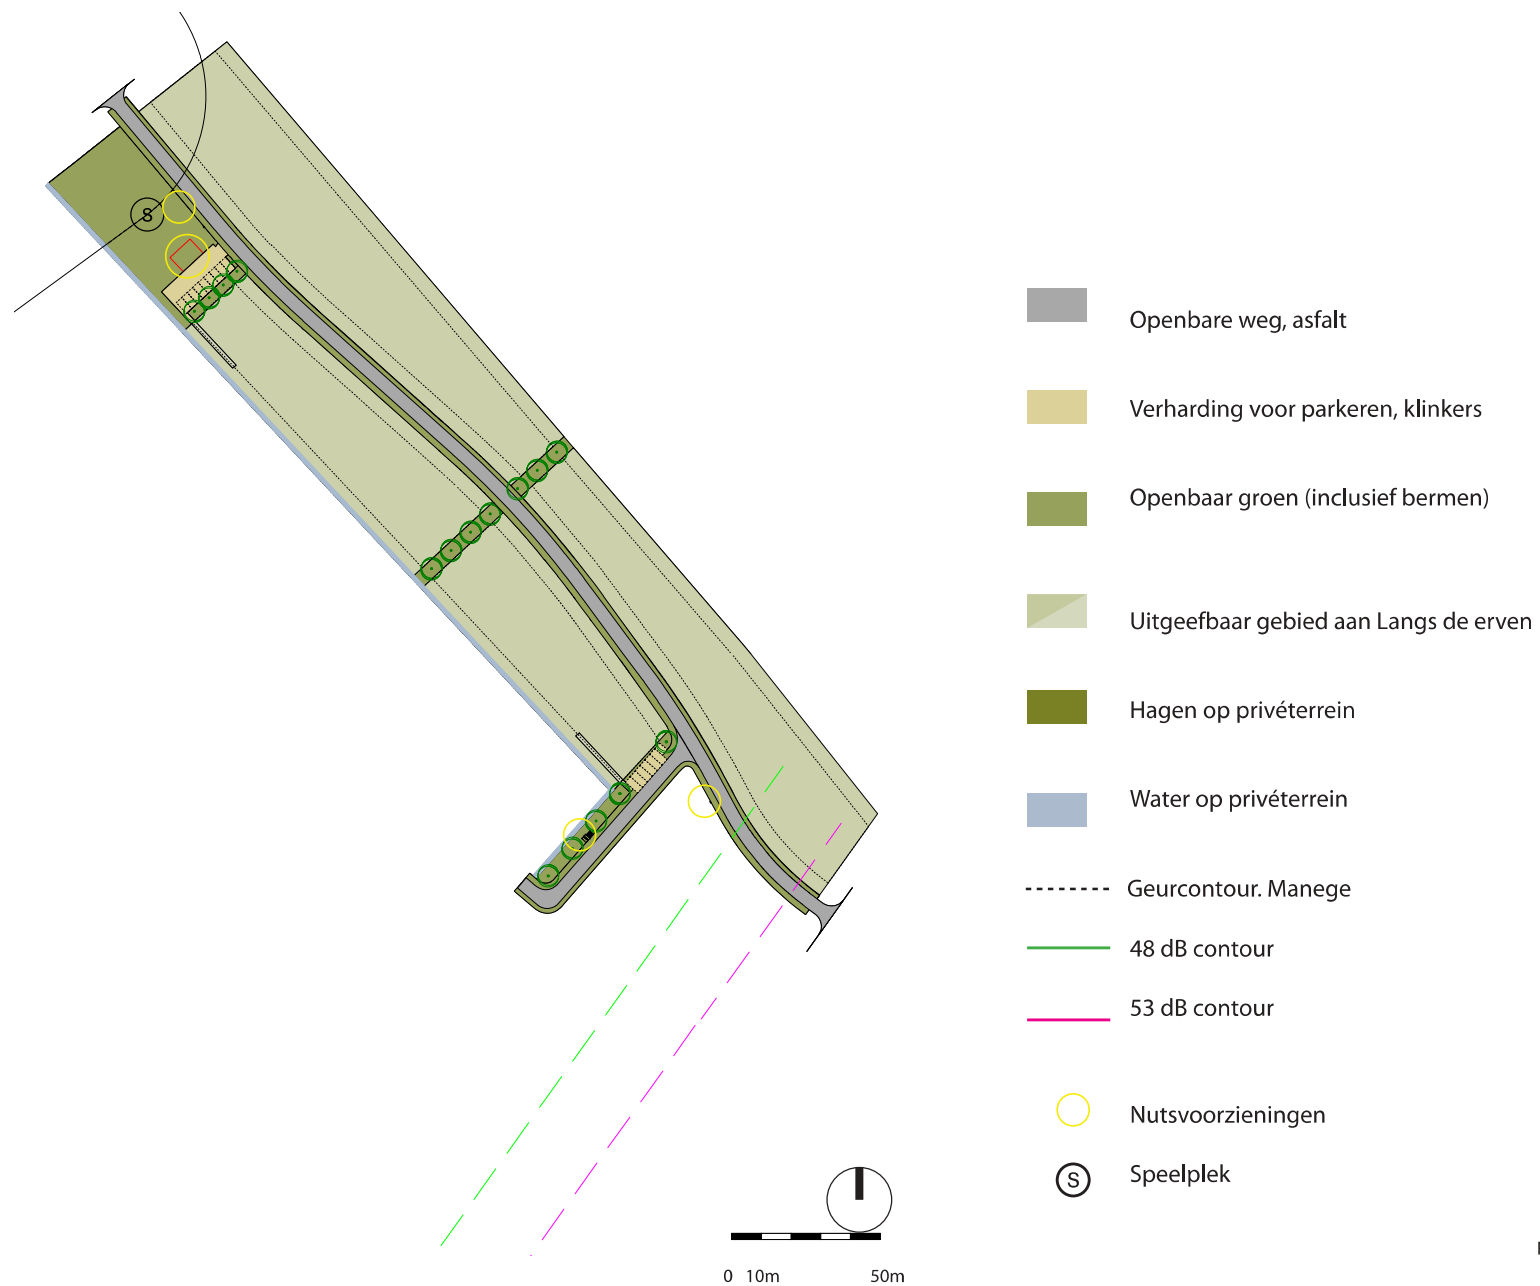 S
Openbare weg, asfalt
Verharding voor parkeren, klinkers
Openbaar groen (inclusief bermen)
Uitgeefbaar gebied aan Langs de erven
Hagen op privéterrein
Water op privéterrein
Geurcontour. Manege
48 dB contour
53 dB contour
Nutsvoorzieningen
S Speelplek
0 10m 50m